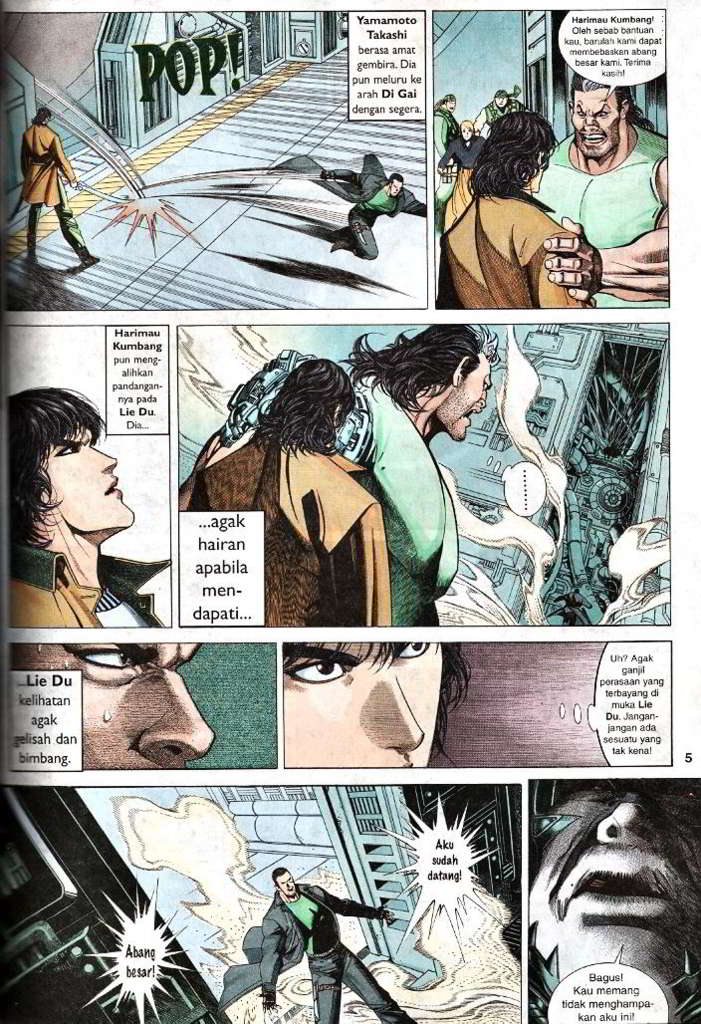 POP!
Yamamoto
Takashi
berasa amat
gembira. Dia
pun meluru ke
arah Di Gai
dengan segera.
Harimau Kumbang!
Oleh sebab bantuan
kau, barulah kami dapat
membebaskan abang
besar kami. Terima
kasih!
Harimau
Kumbang
pun meng-
alihkan
pandangan-
nya pada
Lie Du.
Dia...
...agak
hairan
apabila
men-
dapati...
...Lie Du
kelihatan
agak
gelisah dan
bimbang.
Uh? Agak
ganjil
perasaan yang
terbayang di
muka Lie
Du. Jangan-
jangan ada
sesuatu yang
tak kena!
5
Abang
besar!
Aku
sudah
datang!
Bagus!
Kau memang
tidak menghampa-
kan aku ini!